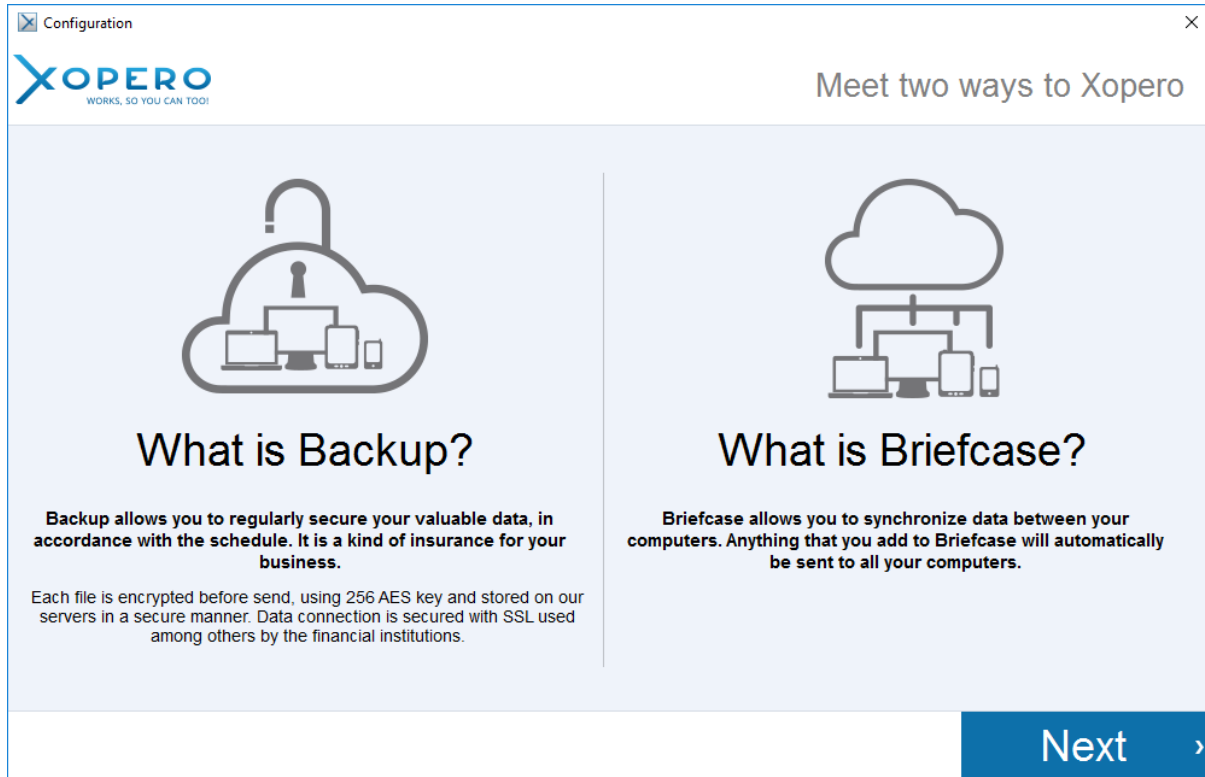 Configuration
XOPERO
WORKS, SO YOU CAN TOO!
Meet two ways to Xopero
What is Backup?
Backup allows you to regularly secure your valuable data, in
accordance with the schedule. It is a kind of insurance for your
business.
Each file is encrypted before send, using 256 AES key and stored on our
servers in a secure manner. Data connection is secured with SSL used
among others by the financial institutions.
What is Briefcase?
Briefcase allows you to synchronize data between your
computers. Anything that you add to Briefcase will automatically
be sent to all your computers.
Next